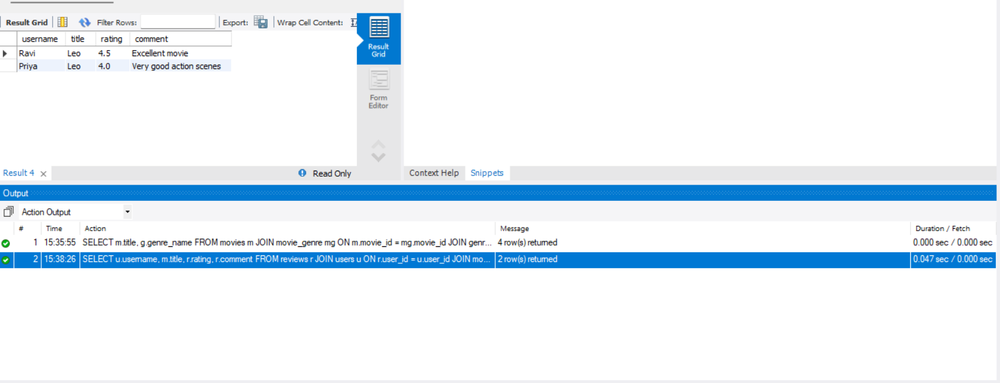 Result Grid Filter Rows: Export: Wrap Cell Content:
username title rating comment
Ravi Leo 4.5 Excellent movie
Priya Leo 4.0 Very good action scenes
Result
Grid
Form
Editor
Result 4 Read Only Context Help Snippets
Output
Action Output
# Time Action Message Duration / Fetch
1 15:35:55 SELECT m.title, g.genre_name FROM movies m JOIN movie_genre mg ON m.movie_id = mg.movie_id JOIN genr... 4 row(s) returned 0.000 sec / 0.000 sec
2 15:38:26 SELECT u.username, m.title, r.rating, r.comment FROM reviews r JOIN users u ON r.user_id = u.user_id JOIN mo... 2 row(s) returned 0.047 sec / 0.000 sec